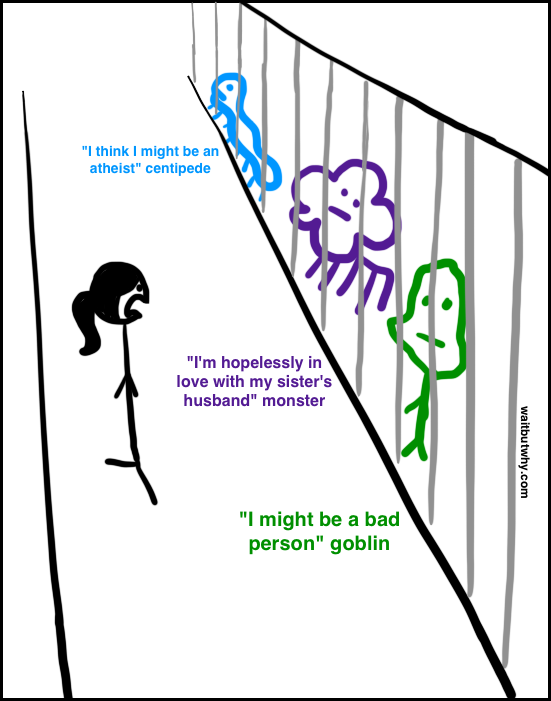 "I think I might be an
atheist" centipede
"I'm hopelessly in
love with my sister's
husband" monster
waitbutwhy.com
"I might be a bad
person" goblin